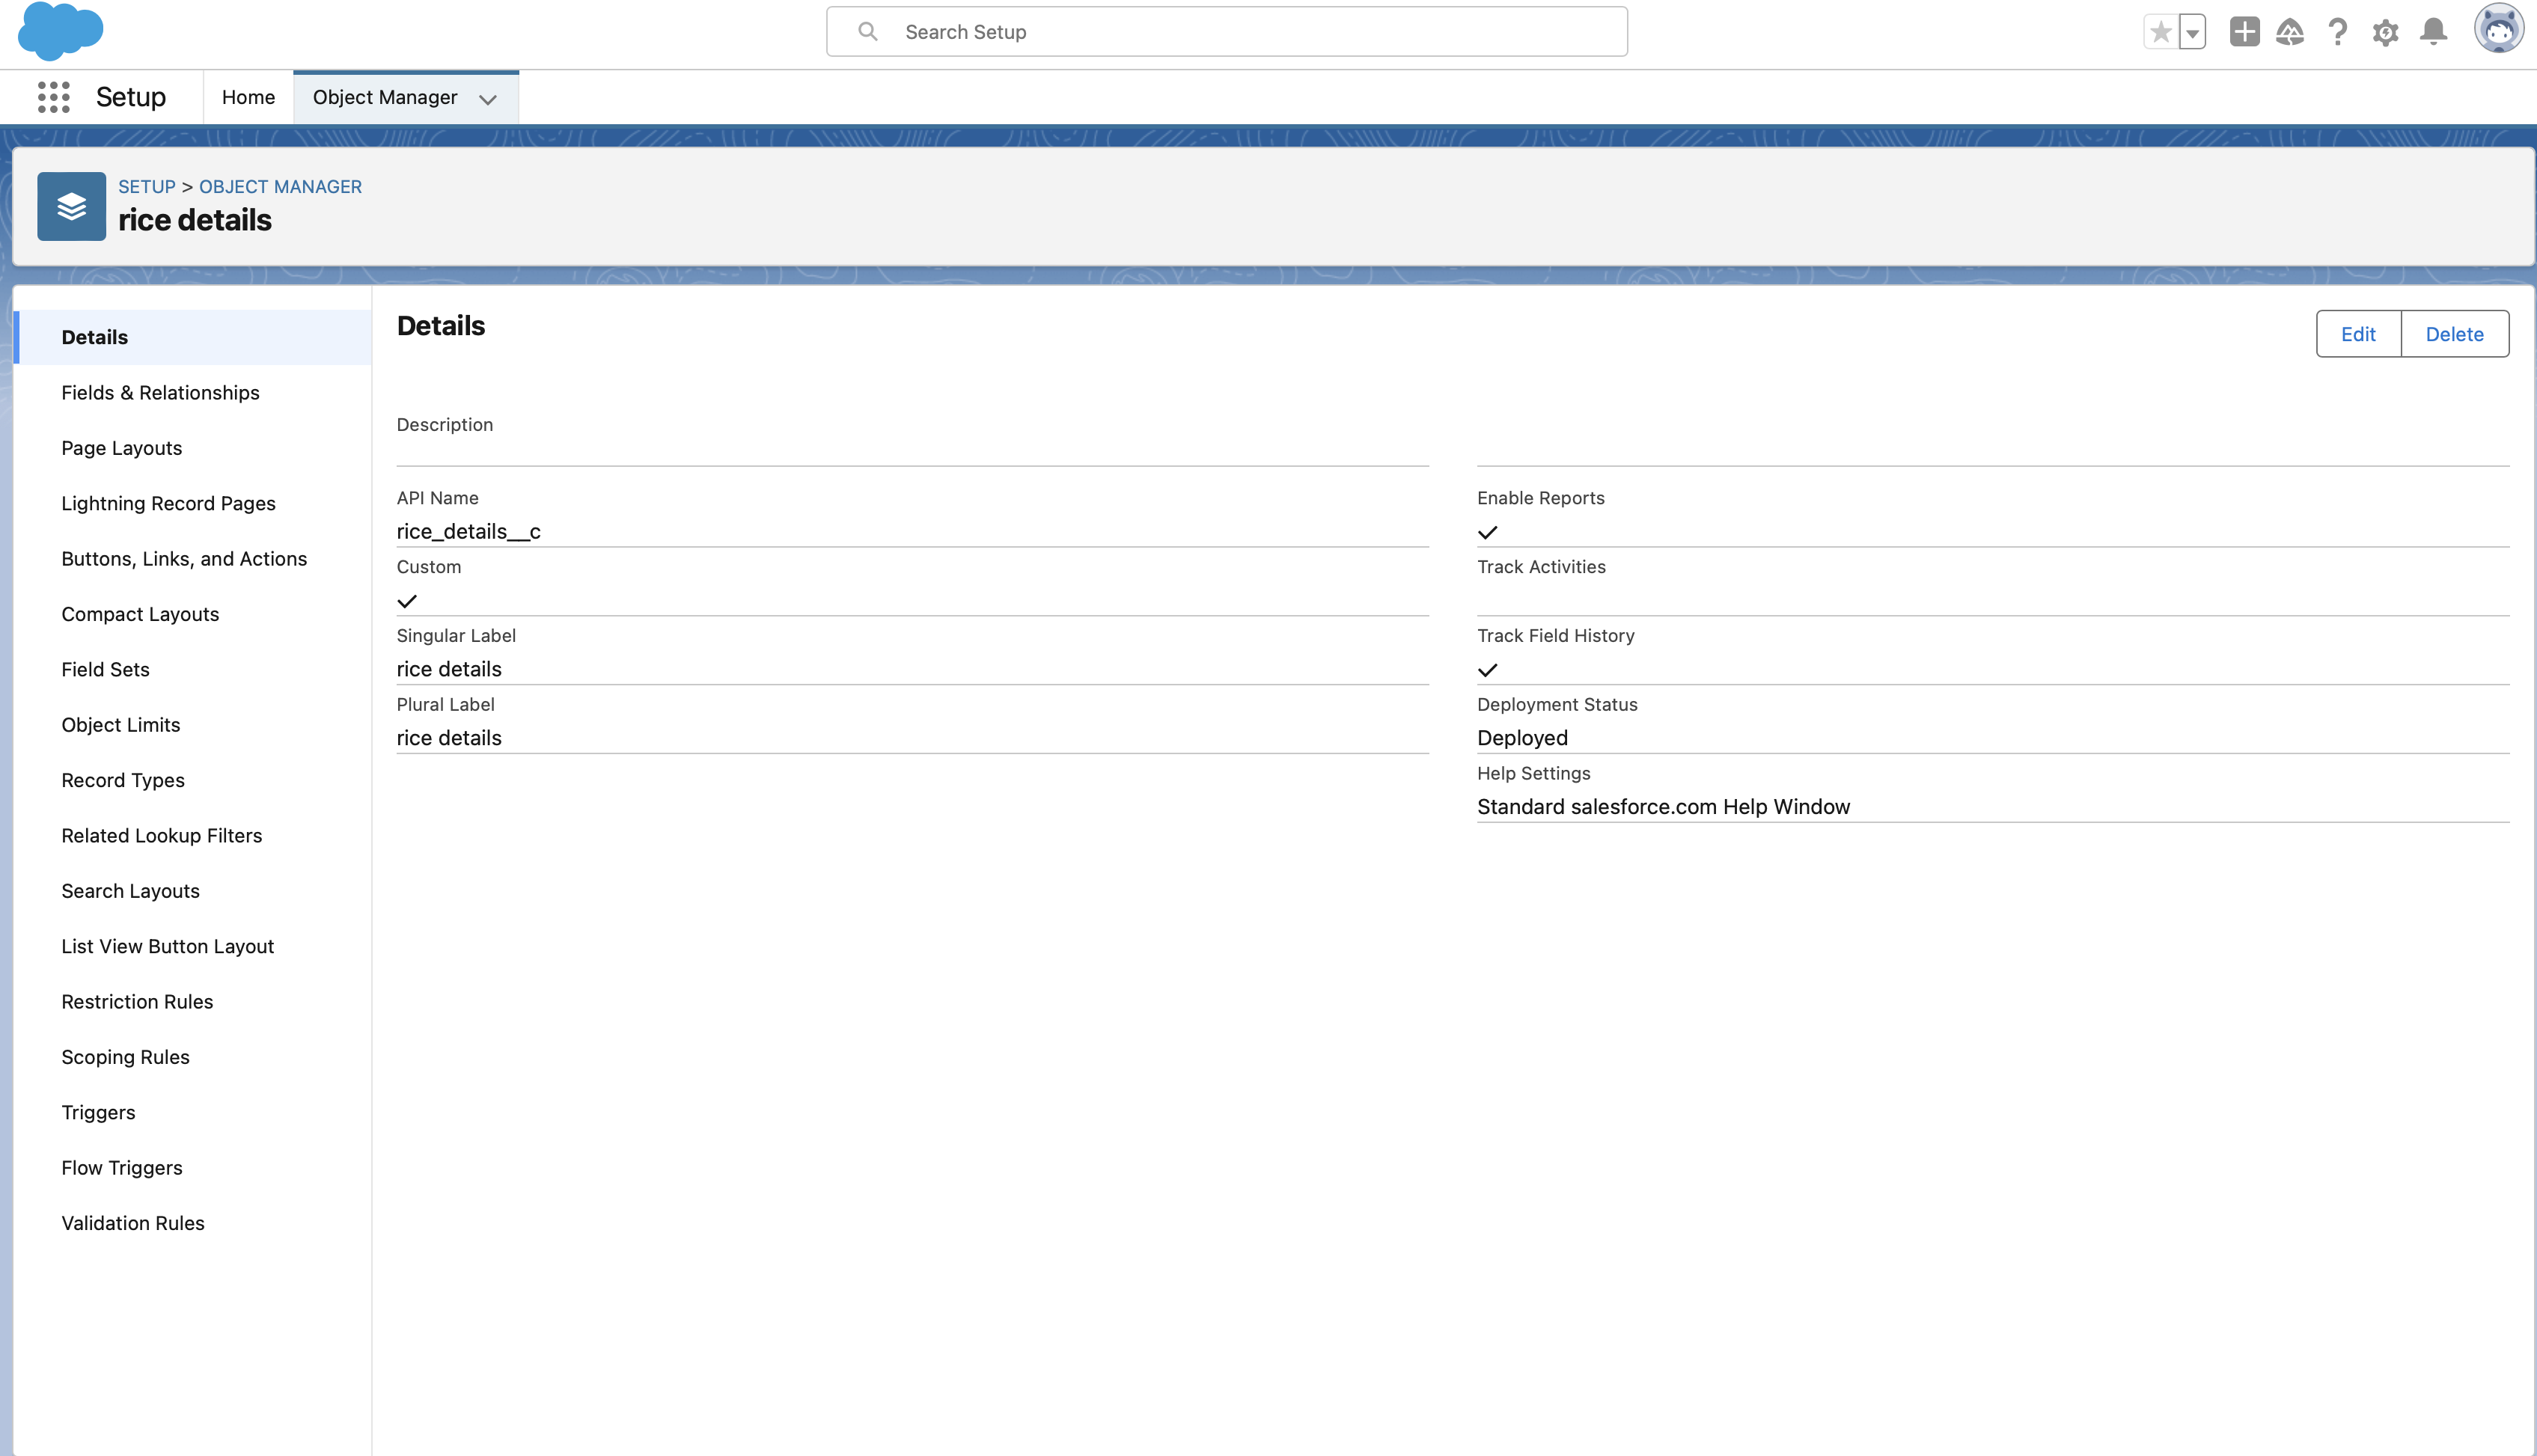 Search Setup
Setup
Home
Object Manager
SETUP > OBJECT MANAGER
rice details
Details
Fields & Relationships
Page Layouts
Lightning Record Pages
Buttons, Links, and Actions
Compact Layouts
Field Sets
Object Limits
Record Types
Related Lookup Filters
Search Layouts
List View Button Layout
Restriction Rules
Scoping Rules
Triggers
Flow Triggers
Validation Rules
Details
Edit
Delete
Description
API Name
rice_details__c
Custom
Singular Label
rice details
Plural Label
rice details
Enable Reports
Track Activities
Track Field History
Deployment Status
Deployed
Help Settings
Standard salesforce.com Help Window